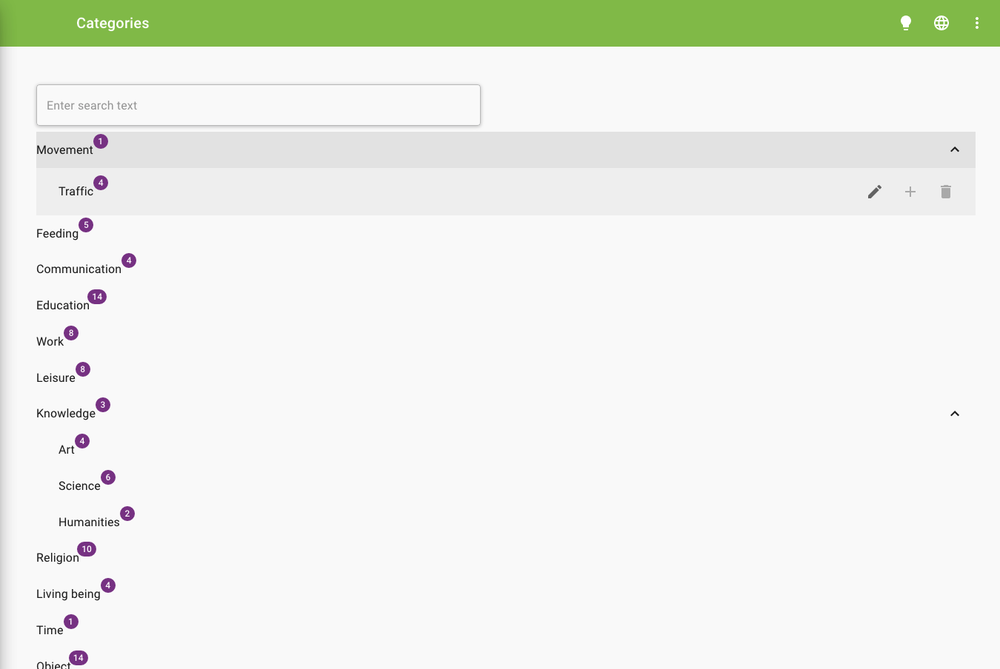 Categories
Enter search text
Movement 1
Traffic 4
Feeding 5
Communication 4
Education 14
Work 8
Leisure 8
Knowledge 3
Art 4
Science 6
Humanities 2
Religion 10
Living being 4
Time 1
Object 14